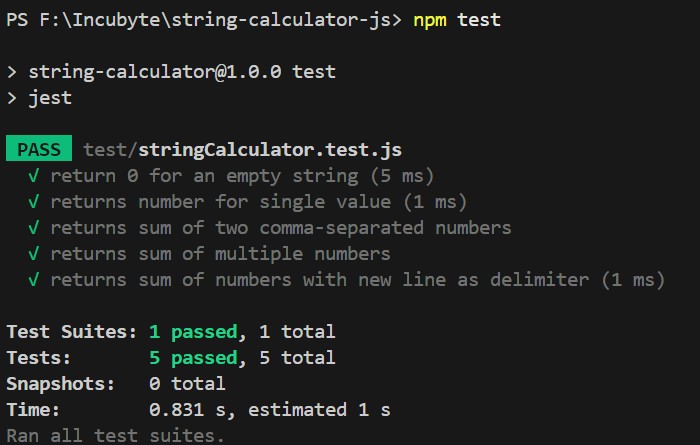 PS F:\Incubyte\string-calculator-js> npm test
> string-calculator@1.0.0 test
> jest
PASS test/stringCalculator.test.js
√ return 0 for an empty string (5 ms)
√ returns number for single value (1 ms)
√ returns sum of two comma-separated numbers
√ returns sum of multiple numbers
√ returns sum of numbers with new line as delimiter (1 ms)
Test Suites: 1 passed, 1 total
Tests: 5 passed, 5 total
Snapshots: 0 total
Time: 0.831 s, estimated 1 s
Ran all test suites.